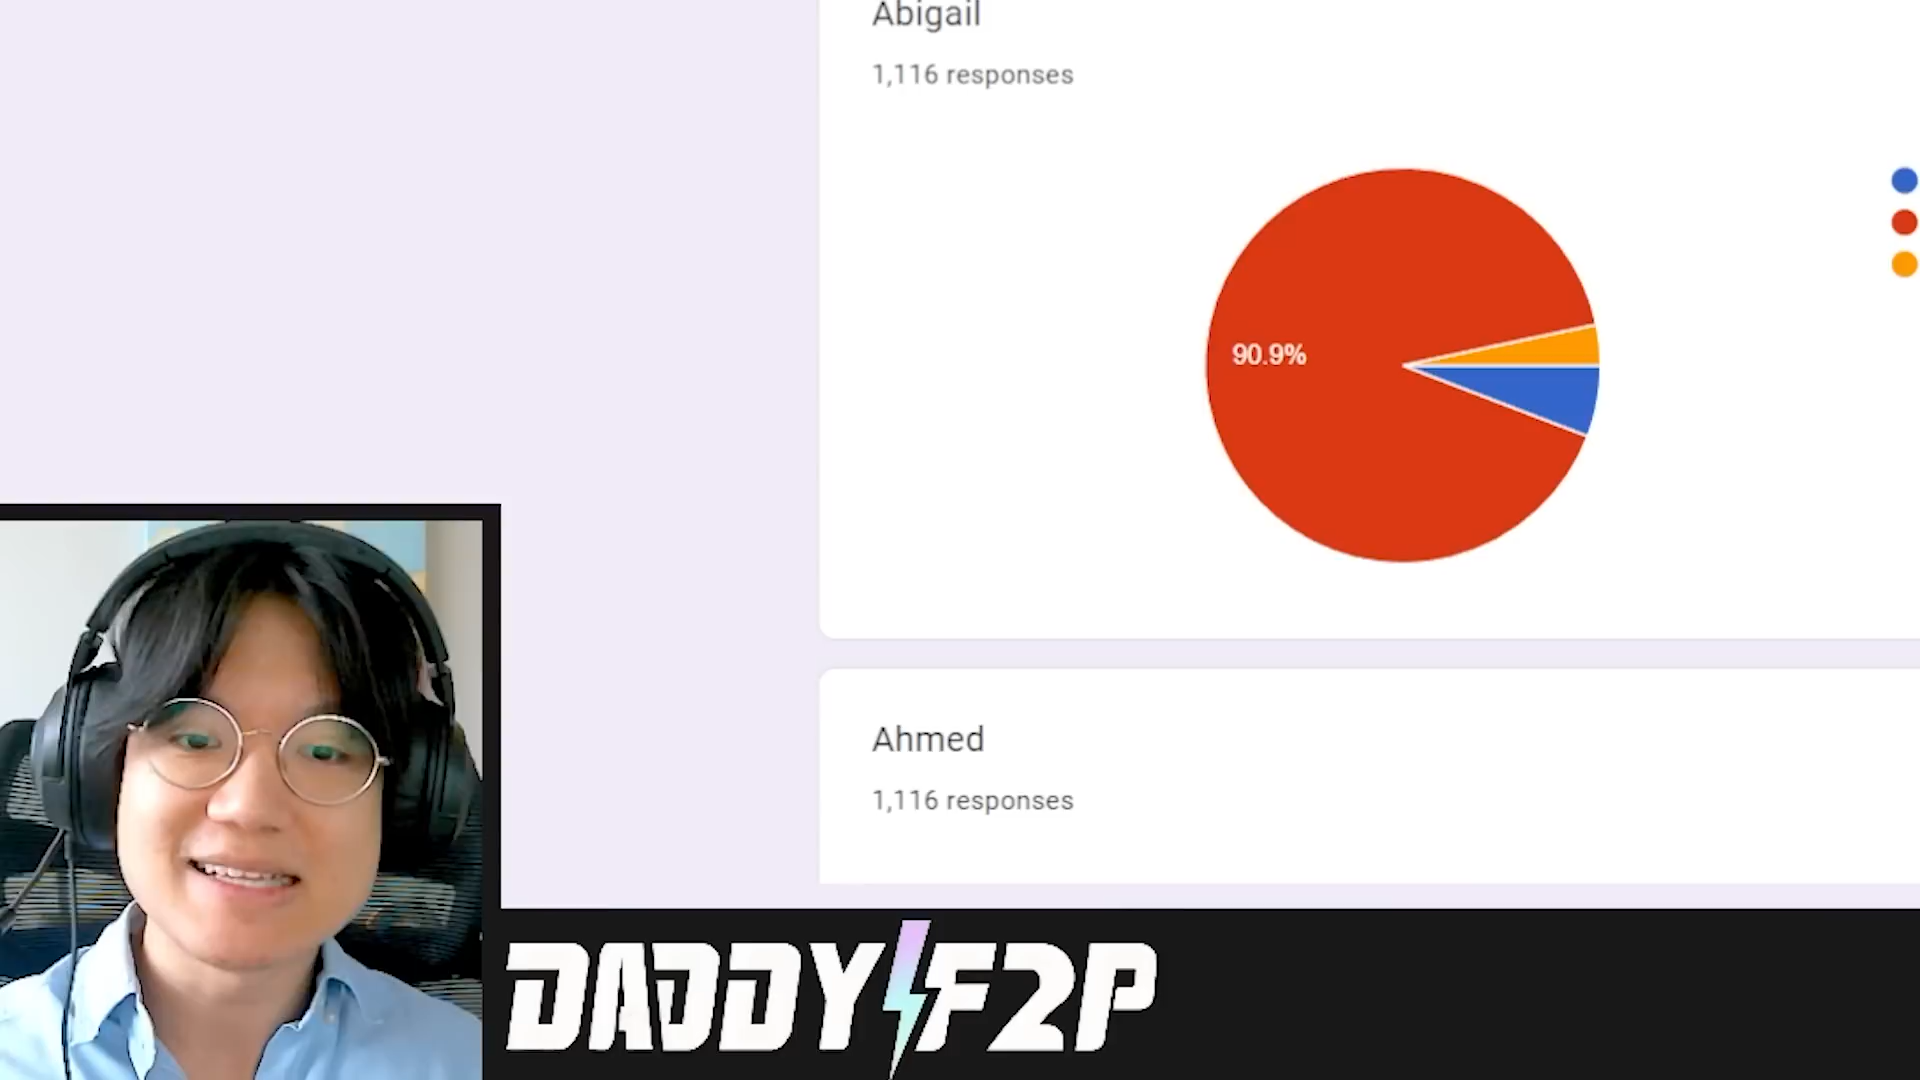 Abigail
1,116 responses
90.9%
Ahmed
1,116 responses
DADDY F2P